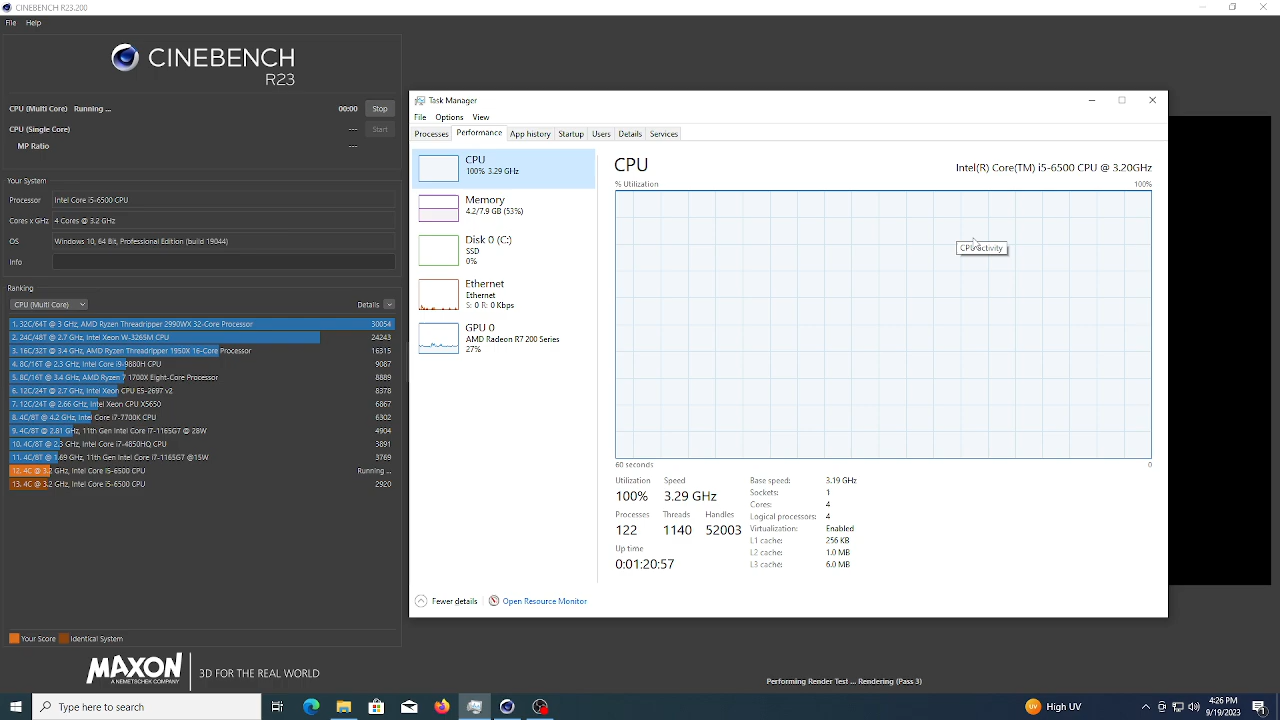 CINEBENCH R23.200
File Help
CINEBENCH
R23
CPU (Multi Core) Running ... 00:00 Stop
CPU (Single Core) --- Start
MP Ratio ---
Your System
Processor Intel Core i5-6500 CPU
Cores x GHz 4 Cores @ 3.2 GHz
OS Windows 10, 64 Bit, Professional Edition (build 19044)
Info
Ranking
CPU (Multi Core) Details
1. 32C/64T @ 3 GHz, AMD Ryzen Threadripper 2990WX 32-Core Processor 30054
2. 24C/48T @ 2.7 GHz, Intel Xeon W-3265M CPU 24243
3. 16C/32T @ 3.4 GHz, AMD Ryzen Threadripper 1950X 16-Core Processor 16315
4. 8C/16T @ 2.3 GHz, Intel Core i9-9880H CPU 9087
5. 8C/16T @ 3.4 GHz, AMD Ryzen 7 1700X Eight-Core Processor 8889
6. 12C/24T @ 2.7 GHz, Intel Xeon CPU E5-2697 v2 8378
7. 12C/24T @ 2.66 GHz, Intel Xeon CPU X5650 6867
8. 4C/8T @ 4.2 GHz, Intel Core i7-7700K CPU 6302
9. 4C/8T @ 2.81 GHz, 11th Gen Intel Core i7-1165G7 @ 28W 4904
10. 4C/8T @ 2.3 GHz, Intel Core i7-4850HQ CPU 3891
11. 4C/8T @ 1.69 GHz, 11th Gen Intel Core i7-1165G7 @15W 3769
12. 4C @ 3.2 GHz, Intel Core i5-6500 CPU Running ...
13. 4C @ 3.2 GHz, Intel Core i5-6500 CPU 2920
Your Score Identical System
MAXON
A NEMETSCHEK COMPANY
3D FOR THE REAL WORLD
Task Manager
File Options View
Processes Performance App history Startup Users Details Services
CPU
100% 3.29 GHz
Memory
4.2/7.9 GB (53%)
Disk 0 (C:)
SSD
0%
Ethernet
Ethernet
S: 0 R: 0 Kbps
GPU 0
AMD Radeon R7 200 Series
27%
CPU Intel(R) Core(TM) i5-6500 CPU @ 3.20GHz
% Utilization 100%
CPU activity
60 seconds 0
Utilization Speed
100% 3.29 GHz
Processes Threads Handles
122 1140 52003
Up time
0:01:20:57
Base speed: 3.19 GHz
Sockets: 1
Cores: 4
Logical processors: 4
Virtualization: Enabled
L1 cache: 256 KB
L2 cache: 1.0 MB
L3 cache: 6.0 MB
Fewer details Open Resource Monitor
Performing Render Test ... Rendering (Pass 3)
Type here to search
UV High UV
4:26 PM
9/19/2023